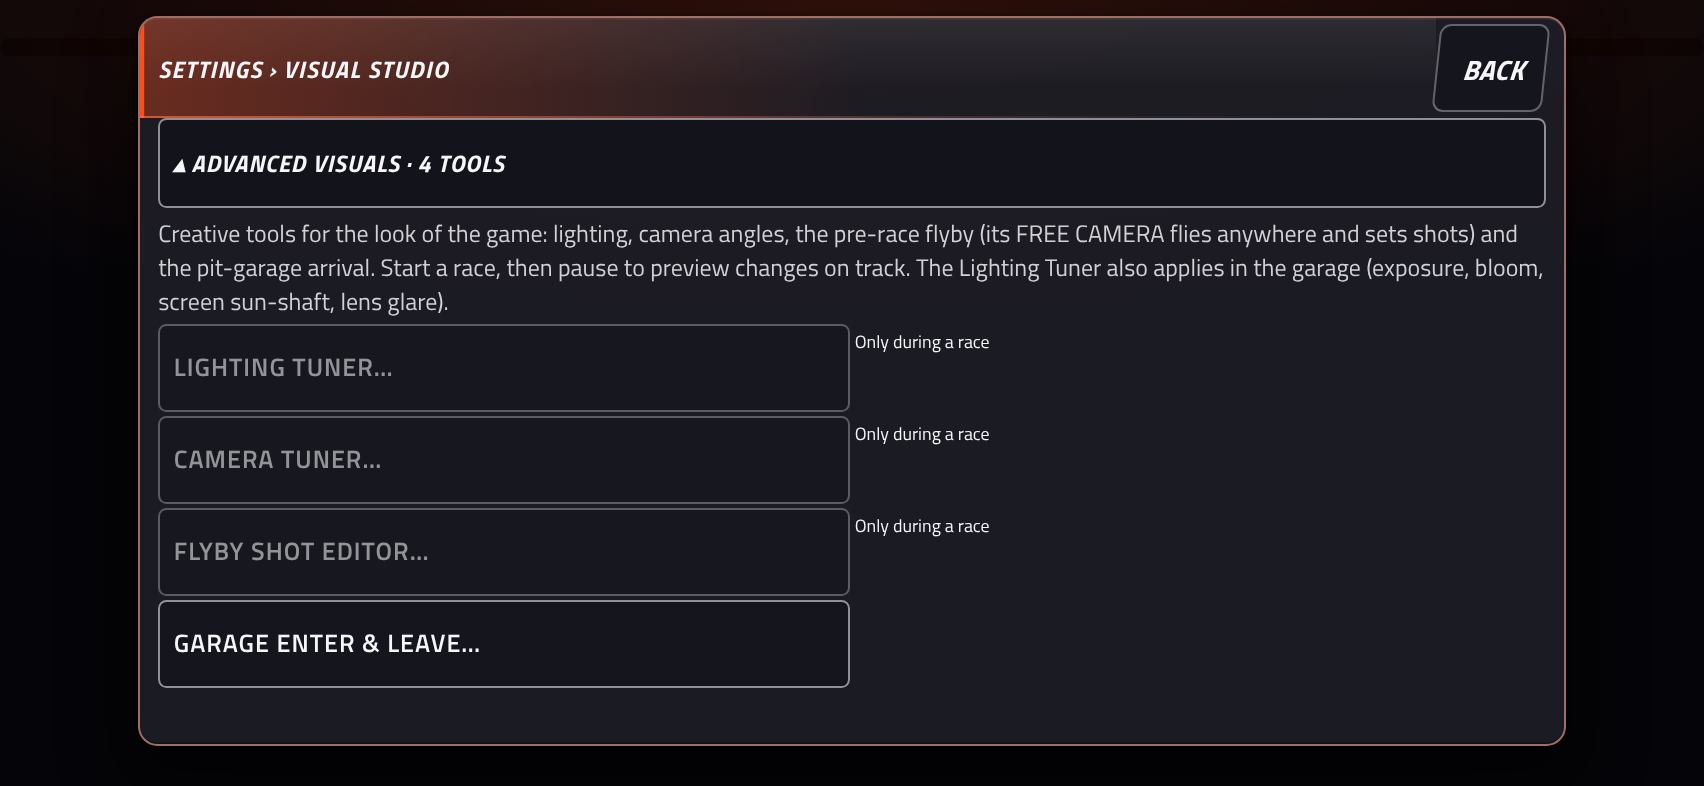 SETTINGS › VISUAL STUDIO
BACK
▲ ADVANCED VISUALS · 4 TOOLS
Creative tools for the look of the game: lighting, camera angles, the pre-race flyby (its FREE CAMERA flies anywhere and sets shots) and
the pit-garage arrival. Start a race, then pause to preview changes on track. The Lighting Tuner also applies in the garage (exposure, bloom,
screen sun-shaft, lens glare).
LIGHTING TUNER...
Only during a race
CAMERA TUNER...
Only during a race
FLYBY SHOT EDITOR...
Only during a race
GARAGE ENTER & LEAVE...